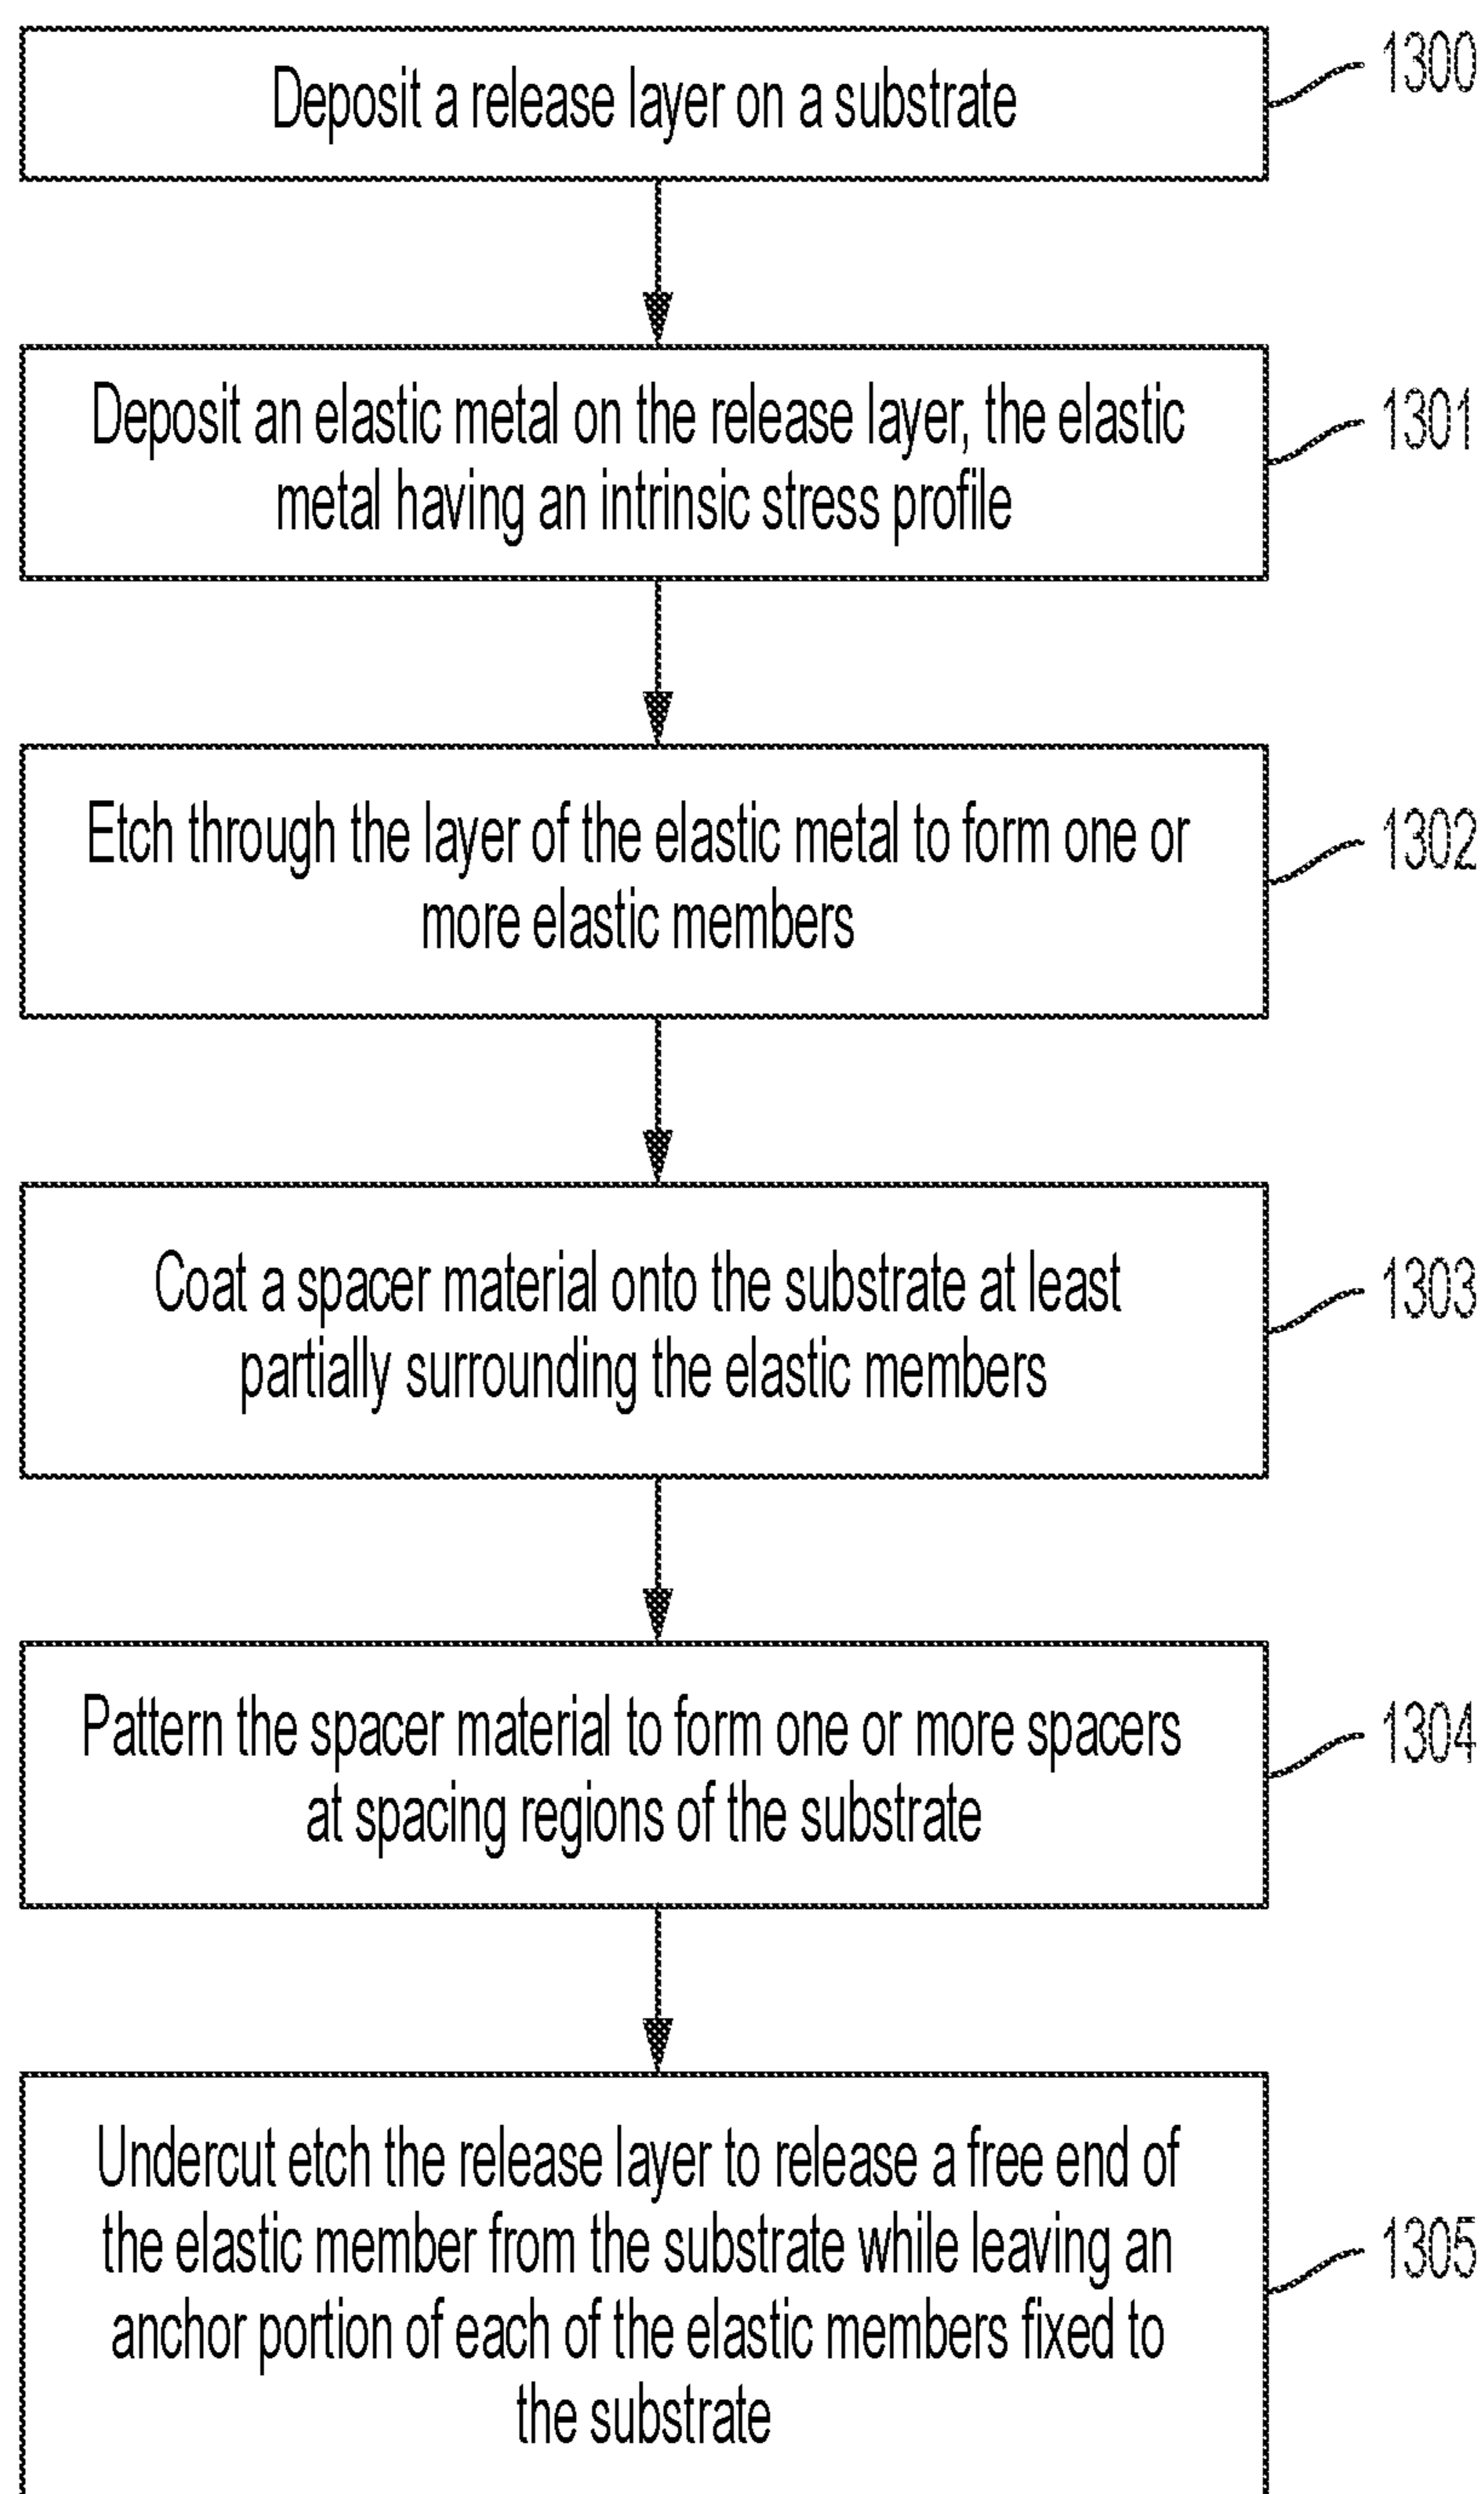 Deposit a release layer on a substrate
1300
Deposit an elastic metal on the release layer, the elastic
metal having an intrinsic stress profile
1301
Etch through the layer of the elastic metal to form one or
more elastic members
1302
Coat a spacer material onto the substrate at least
partially surrounding the elastic members
1303
Pattern the spacer material to form one or more spacers
at spacing regions of the substrate
1304
Undercut etch the release layer to release a free end of
the elastic member from the substrate while leaving an
anchor portion of each of the elastic members fixed to
the substrate
1305